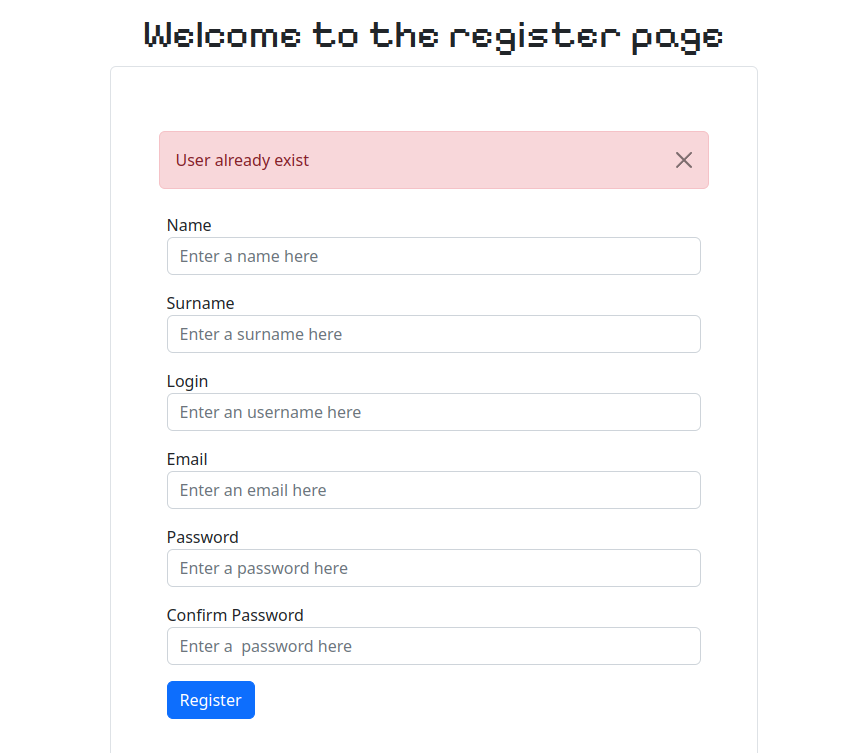 Welcome to the register page
User already exist
Name
Enter a name here
Surname
Enter a surname here
Login
Enter an username here
Email
Enter an email here
Password
Enter a password here
Confirm Password
Enter a  password here
Register